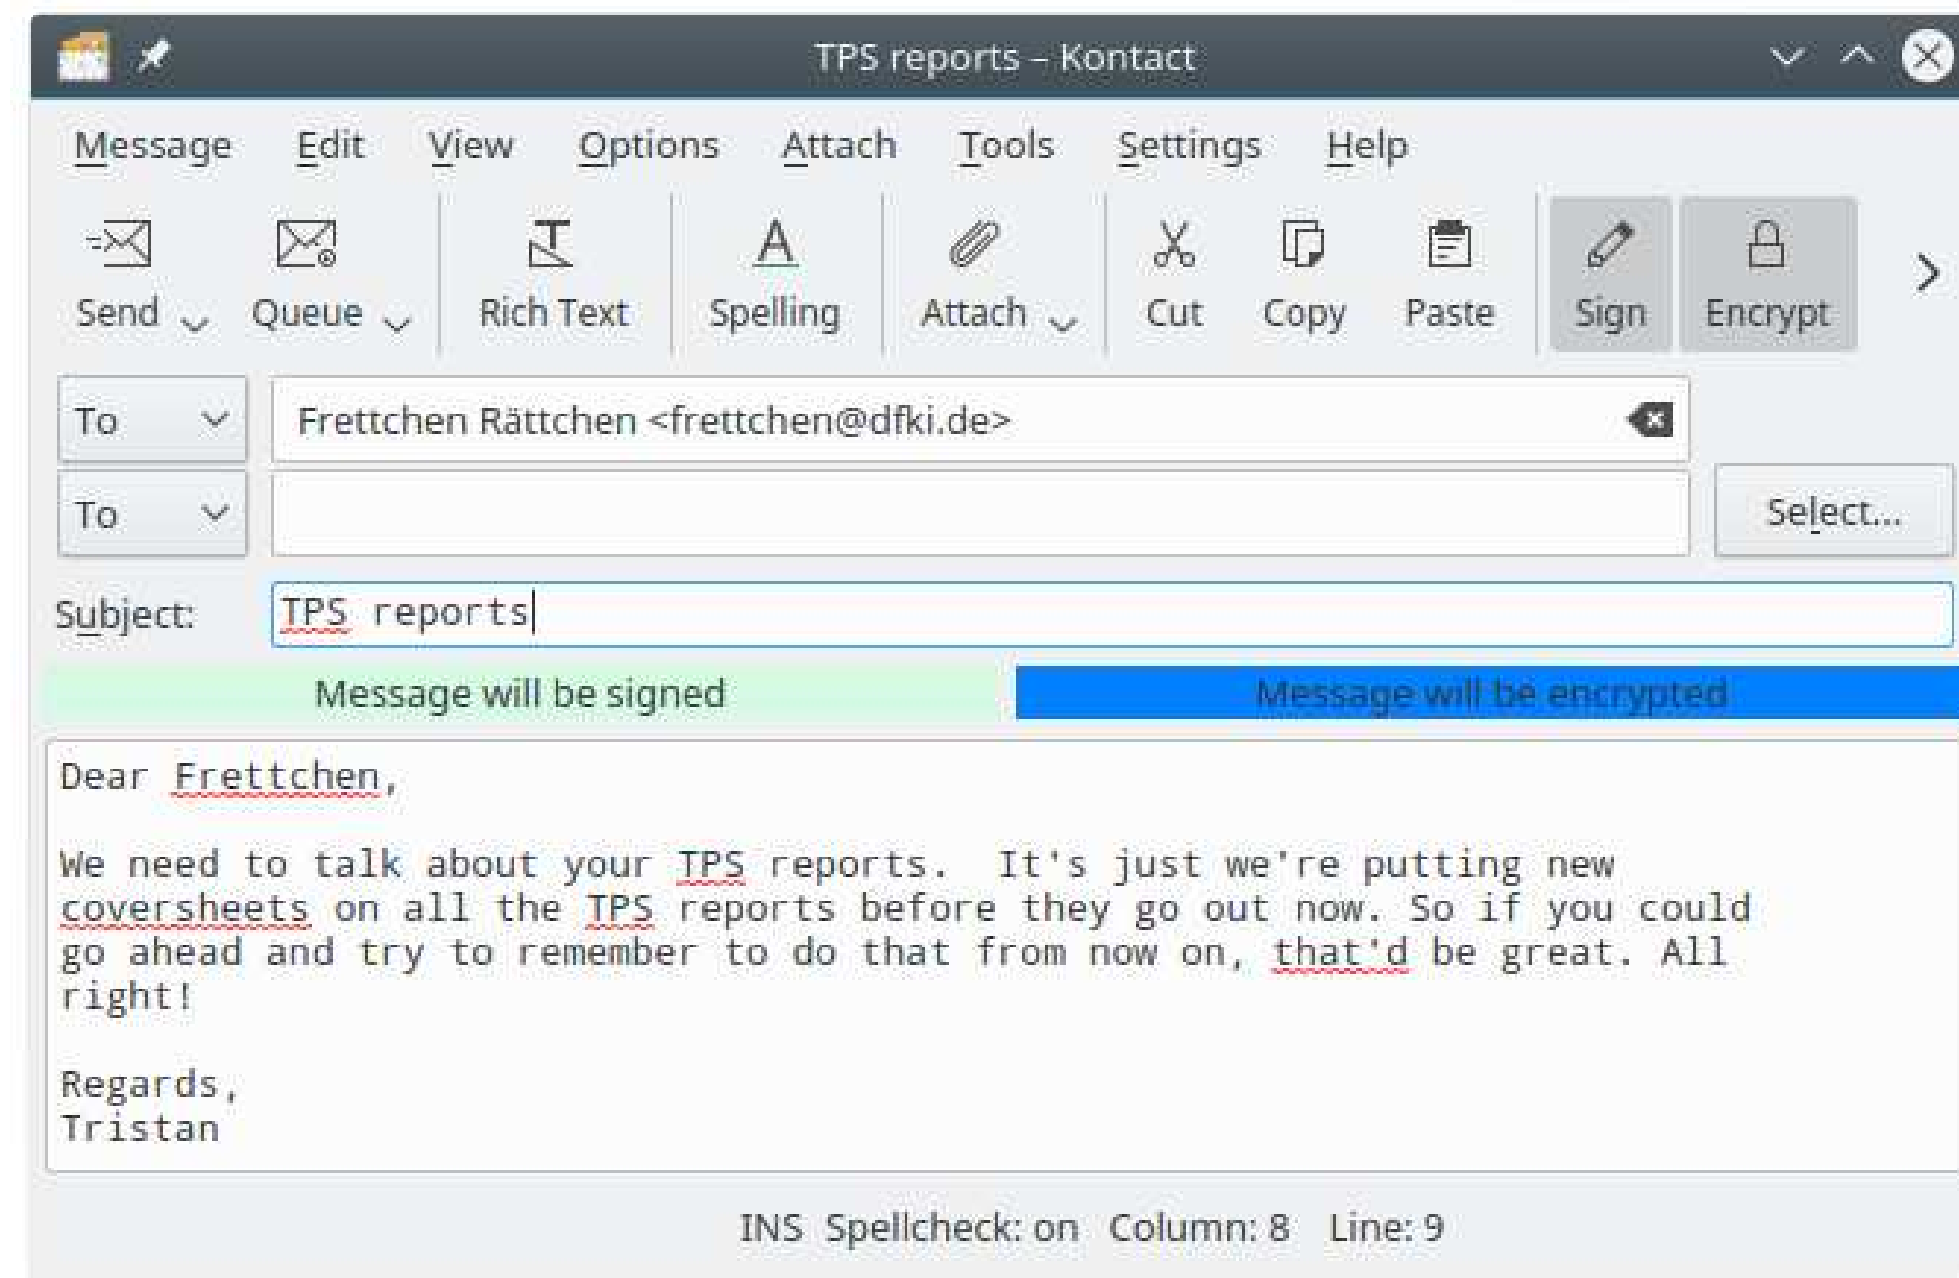 TPS reports – Kontact
Message Edit View Options Attach Tools Settings Help
Send Queue Rich Text Spelling Attach Cut Copy Paste Sign Encrypt
To Frettchen Rättchen <frettchen@dfki.de>
To Select...
Subject: TPS reports
Message will be signed Message will be encrypted
Dear Frettchen,
We need to talk about your TPS reports.  It's just we're putting new
coversheets on all the TPS reports before they go out now. So if you could
go ahead and try to remember to do that from now on, that'd be great. All
right!
Regards,
Tristan
INS Spellcheck: on Column: 8 Line: 9